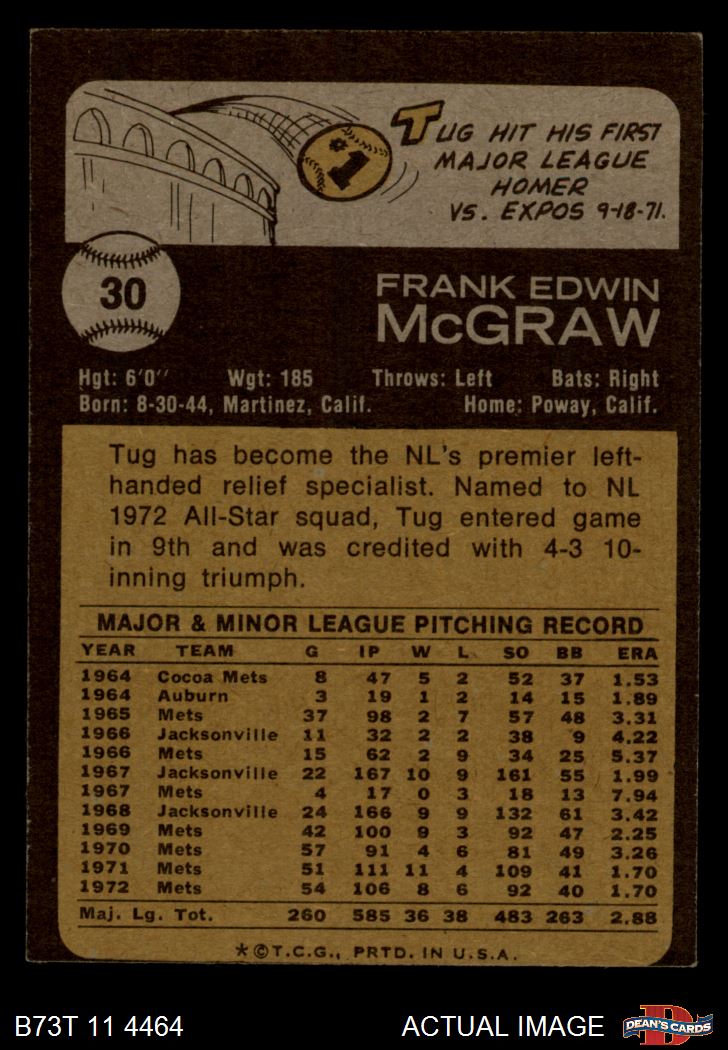 #1
TUG HIT HIS FIRST
MAJOR LEAGUE
HOMER
VS. EXPOS 9-18-71.
30
FRANK EDWIN
McGRAW
Hgt: 6'0" Wgt: 185 Throws: Left Bats: Right
Born: 8-30-44, Martinez, Calif. Home: Poway, Calif.
Tug has become the NL's premier left-
handed relief specialist. Named to NL
1972 All-Star squad, Tug entered game
in 9th and was credited with 4-3 10-
inning triumph.
MAJOR & MINOR LEAGUE PITCHING RECORD
YEAR TEAM G IP W L SO BB ERA
1964 Cocoa Mets 8 47 5 2 52 37 1.53
1964 Auburn 3 19 1 2 14 15 1.89
1965 Mets 37 98 2 7 57 48 3.31
1966 Jacksonville 11 32 2 2 38 9 4.22
1966 Mets 15 62 2 9 34 25 5.37
1967 Jacksonville 22 167 10 9 161 55 1.99
1967 Mets 4 17 0 3 18 13 7.94
1968 Jacksonville 24 166 9 9 132 61 3.42
1969 Mets 42 100 9 3 92 47 2.25
1970 Mets 57 91 4 6 81 49 3.26
1971 Mets 51 111 11 4 109 41 1.70
1972 Mets 54 106 8 6 92 40 1.70
Maj. Lg. Tot. 260 585 36 38 483 263 2.88
*©T.C.G., PRTD. IN U.S.A.
B73T 11 4464 ACTUAL IMAGE DEAN'S CARDS